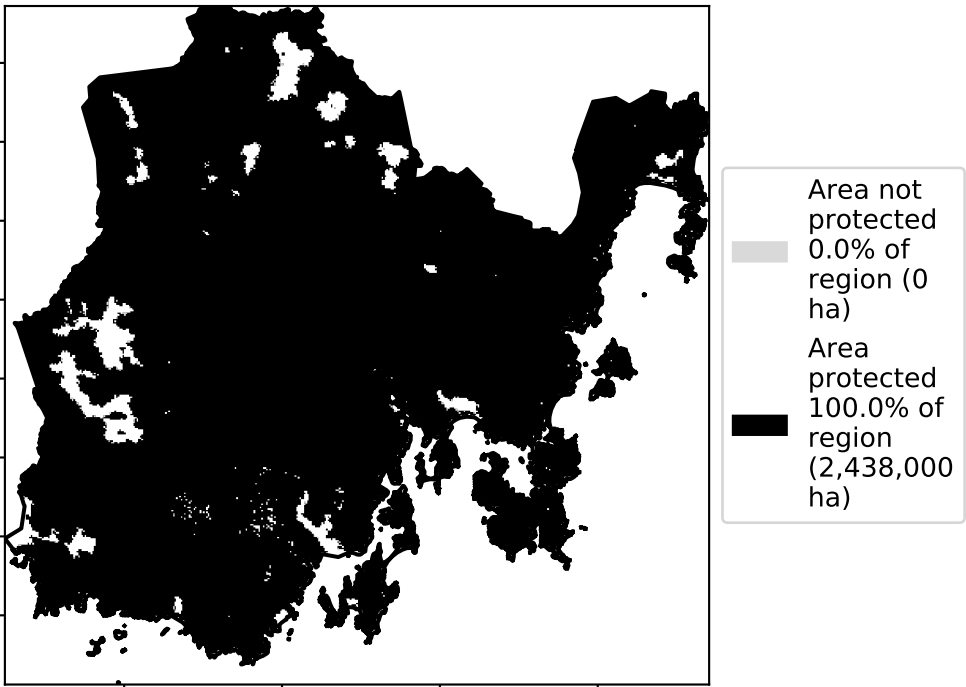 Area not
protected
0.0% of
region (0
ha)
Area
protected
100.0% of
region
(2,438,000
ha)